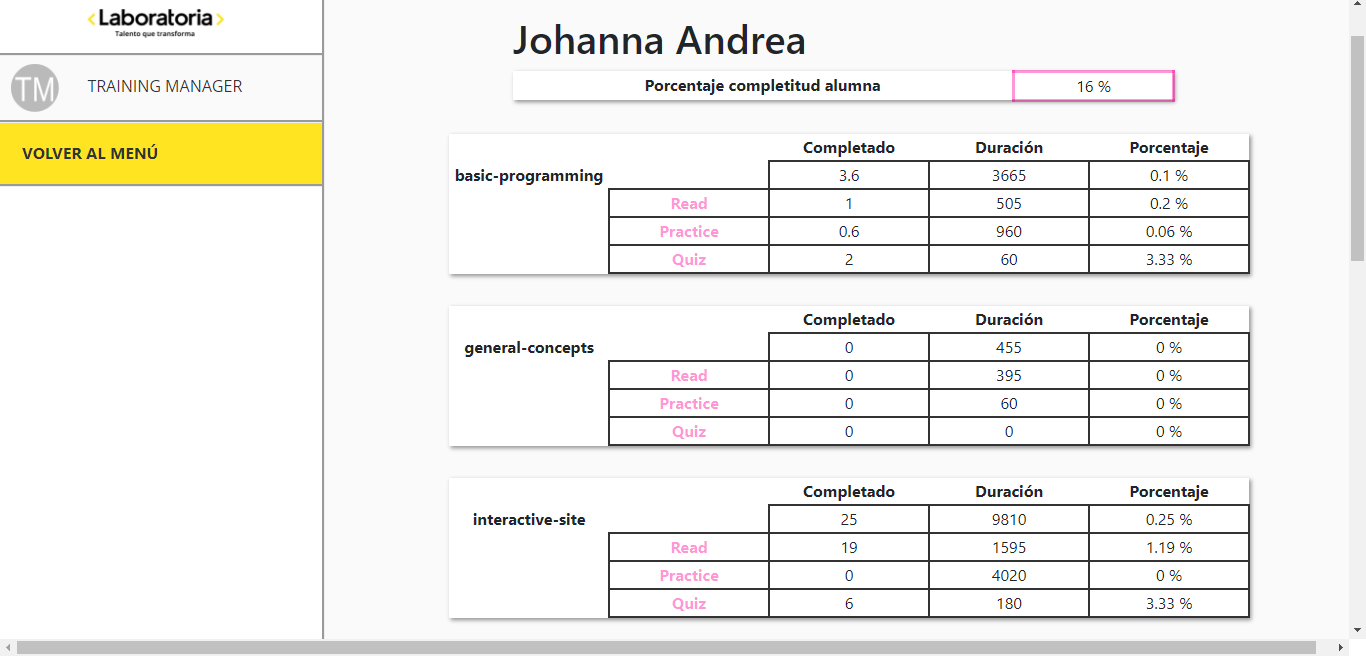 <Laboratoria>
Talento que transforma
TM TRAINING MANAGER
VOLVER AL MENÚ
Johanna Andrea
Porcentaje completitud alumna 16 %
Completado Duración Porcentaje
basic-programming 3.6 3665 0.1 %
Read 1 505 0.2 %
Practice 0.6 960 0.06 %
Quiz 2 60 3.33 %
Completado Duración Porcentaje
general-concepts 0 455 0 %
Read 0 395 0 %
Practice 0 60 0 %
Quiz 0 0 0 %
Completado Duración Porcentaje
interactive-site 25 9810 0.25 %
Read 19 1595 1.19 %
Practice 0 4020 0 %
Quiz 6 180 3.33 %